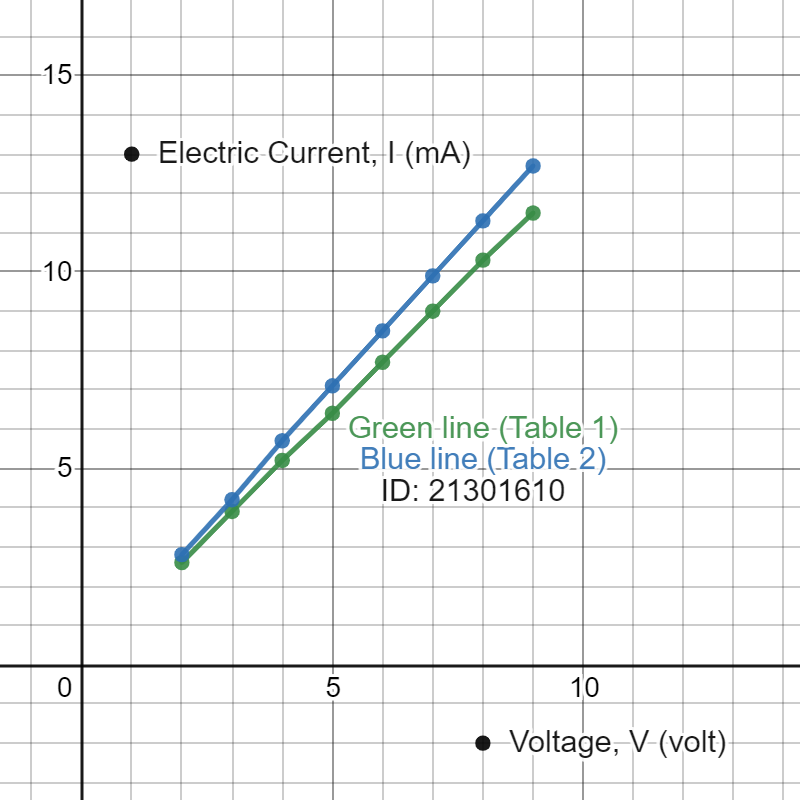 15
Electric Current, I (mA)
10
Green line (Table 1)
5
Blue line (Table 2)
ID: 21301610
0
5
10
Voltage, V (volt)